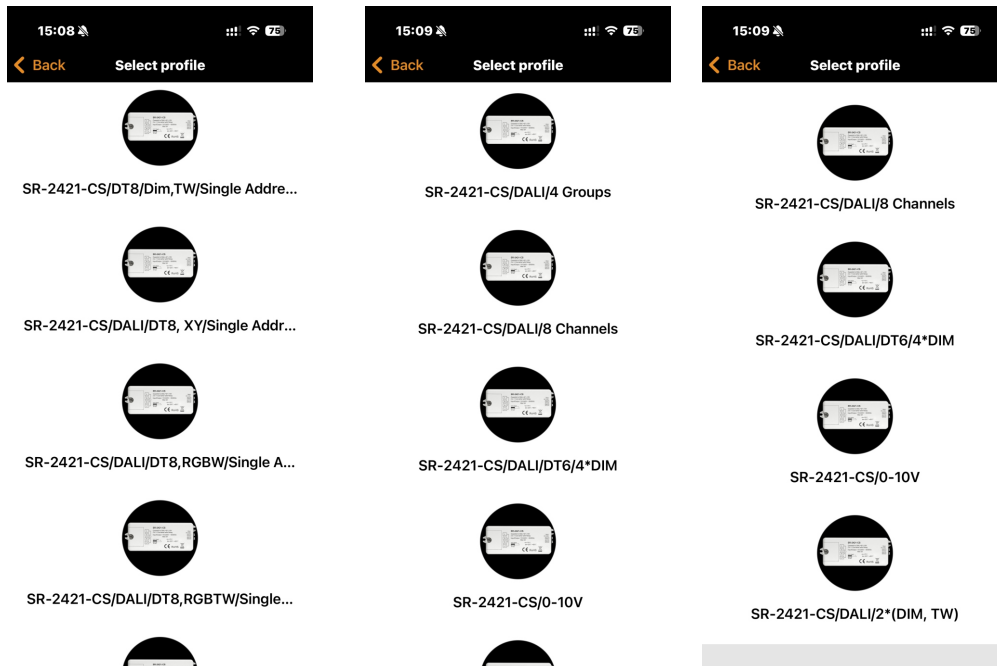 15:08
75
Back
Select profile
SR-2421-CS/DT8/Dim,TW/Single Addre...
SR-2421-CS/DALI/DT8, XY/Single Addr...
SR-2421-CS/DALI/DT8,RGBW/Single A...
SR-2421-CS/DALI/DT8,RGBTW/Single...
15:09
75
Back
Select profile
SR-2421-CS/DALI/4 Groups
SR-2421-CS/DALI/8 Channels
SR-2421-CS/DALI/DT6/4*DIM
SR-2421-CS/0-10V
15:09
75
Back
Select profile
SR-2421-CS/DALI/8 Channels
SR-2421-CS/DALI/DT6/4*DIM
SR-2421-CS/0-10V
SR-2421-CS/DALI/2*(DIM, TW)